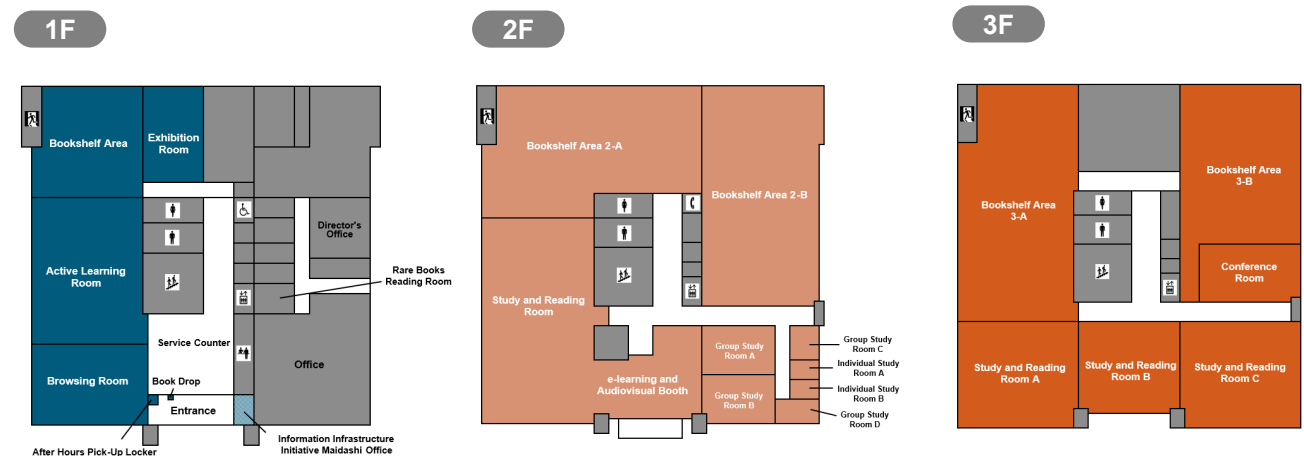 1F
Bookshelf Area
Exhibition
Room
Director's
Office
Active Learning
Room
Rare Books
Reading Room
Service Counter
Office
Browsing Room
Book Drop
Entrance
After Hours Pick-Up Locker
Information Infrastructure
Initiative Maidashi Office
2F
Bookshelf Area 2-A
Bookshelf Area 2-B
Study and Reading
Room
Group Study
Room A
Group Study
Room C
Individual Study
Room A
e-learning and
Audiovisual Booth
Group Study
Room B
Individual Study
Room B
Group Study
Room D
3F
Bookshelf Area
3-A
Bookshelf Area
3-B
Conference
Room
Study and Reading
Room A
Study and Reading
Room B
Study and Reading
Room C